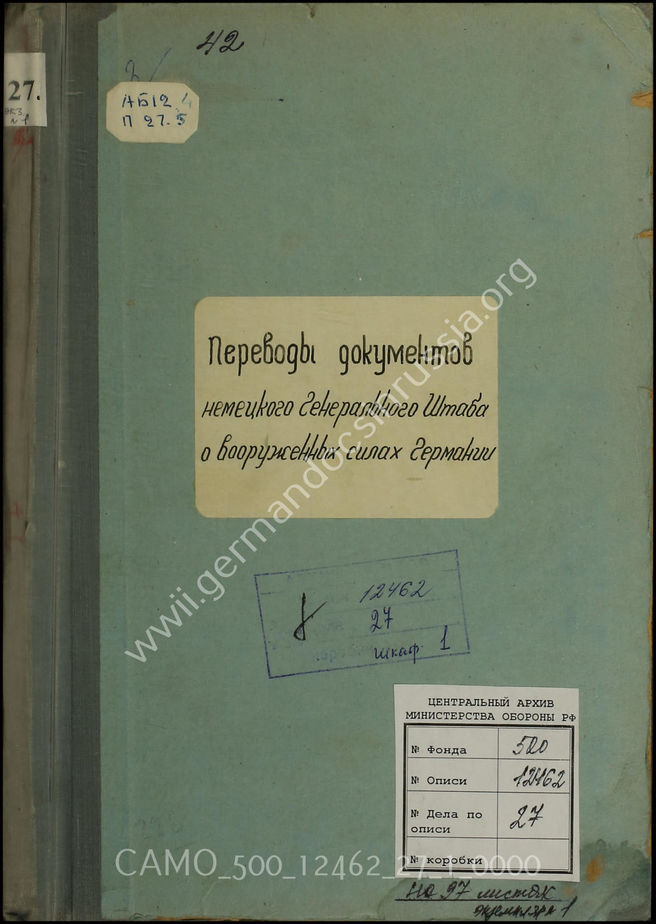 42
27.
экз.
№1
АБ12 4
П 27.5
Переводы документов
немецкого Генерального Штаба
о вооруженных силах Германии
www.germandocsinrussia.org
12462
27
шкаф 1
ЦЕНТРАЛЬНЫЙ АРХИВ
МИНИСТЕРСТВА ОБОРОНЫ РФ
№ Фонда 500
№ Описи 12462
№ Дела по описи 27
№ коробки
CAMO_500_12462_27_1_0000
На 97 листах
экземпляр 1